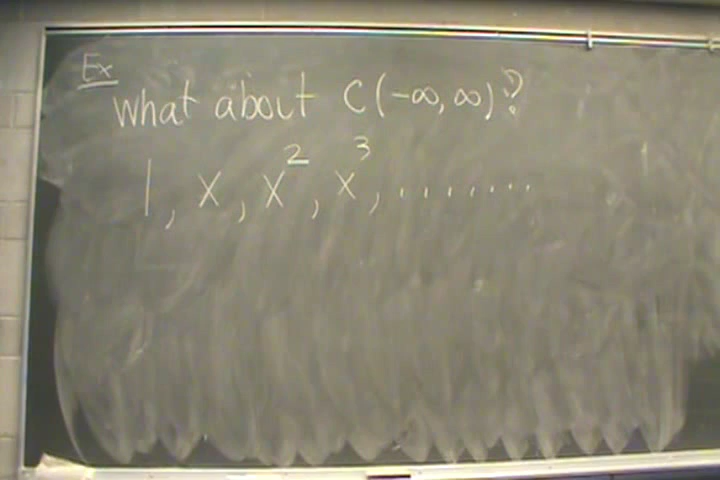 Ex
What about C(-∞, ∞)?
1, x, x², x³, ........